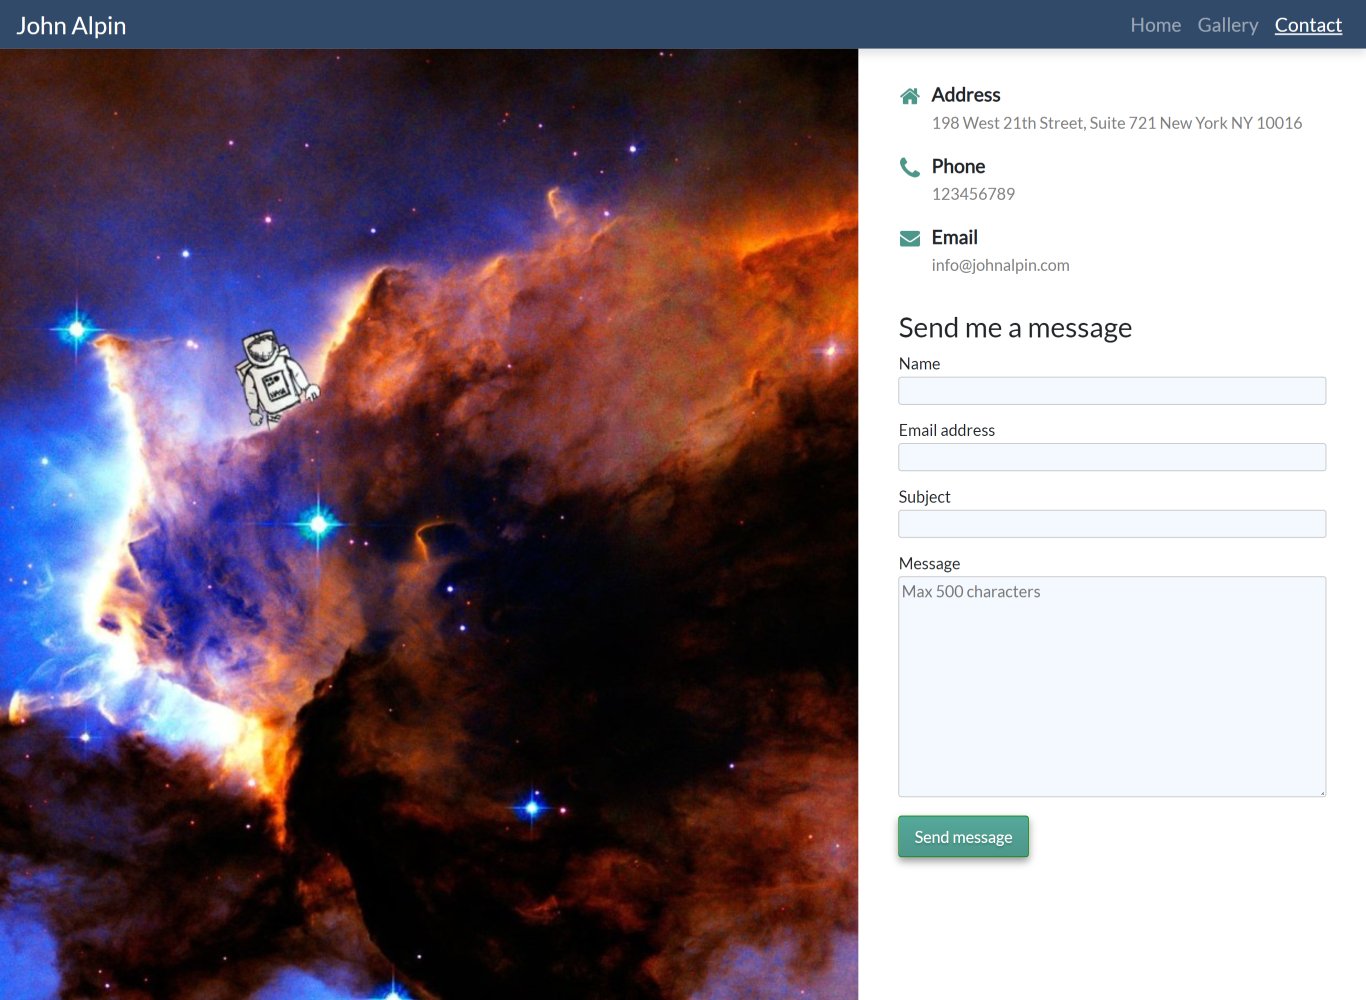 John Alpin
Home Gallery Contact
Address
198 West 21th Street, Suite 721 New York NY 10016
Phone
123456789
Email
info@johnalpin.com
Send me a message
Name
Email address
Subject
Message
Max 500 characters
Send message